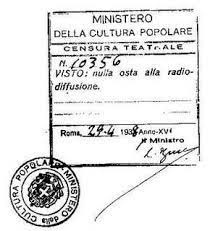 MINISTERO
DELLA CULTURA POPOLARE
CENSURA TEATRALE
N. 10356
VISTO: nulla osta alla radio-
diffusione.
Roma, 29-4 1938 Anno-XVI
Il Ministro
MINISTERO della CULTURA POPOLARE